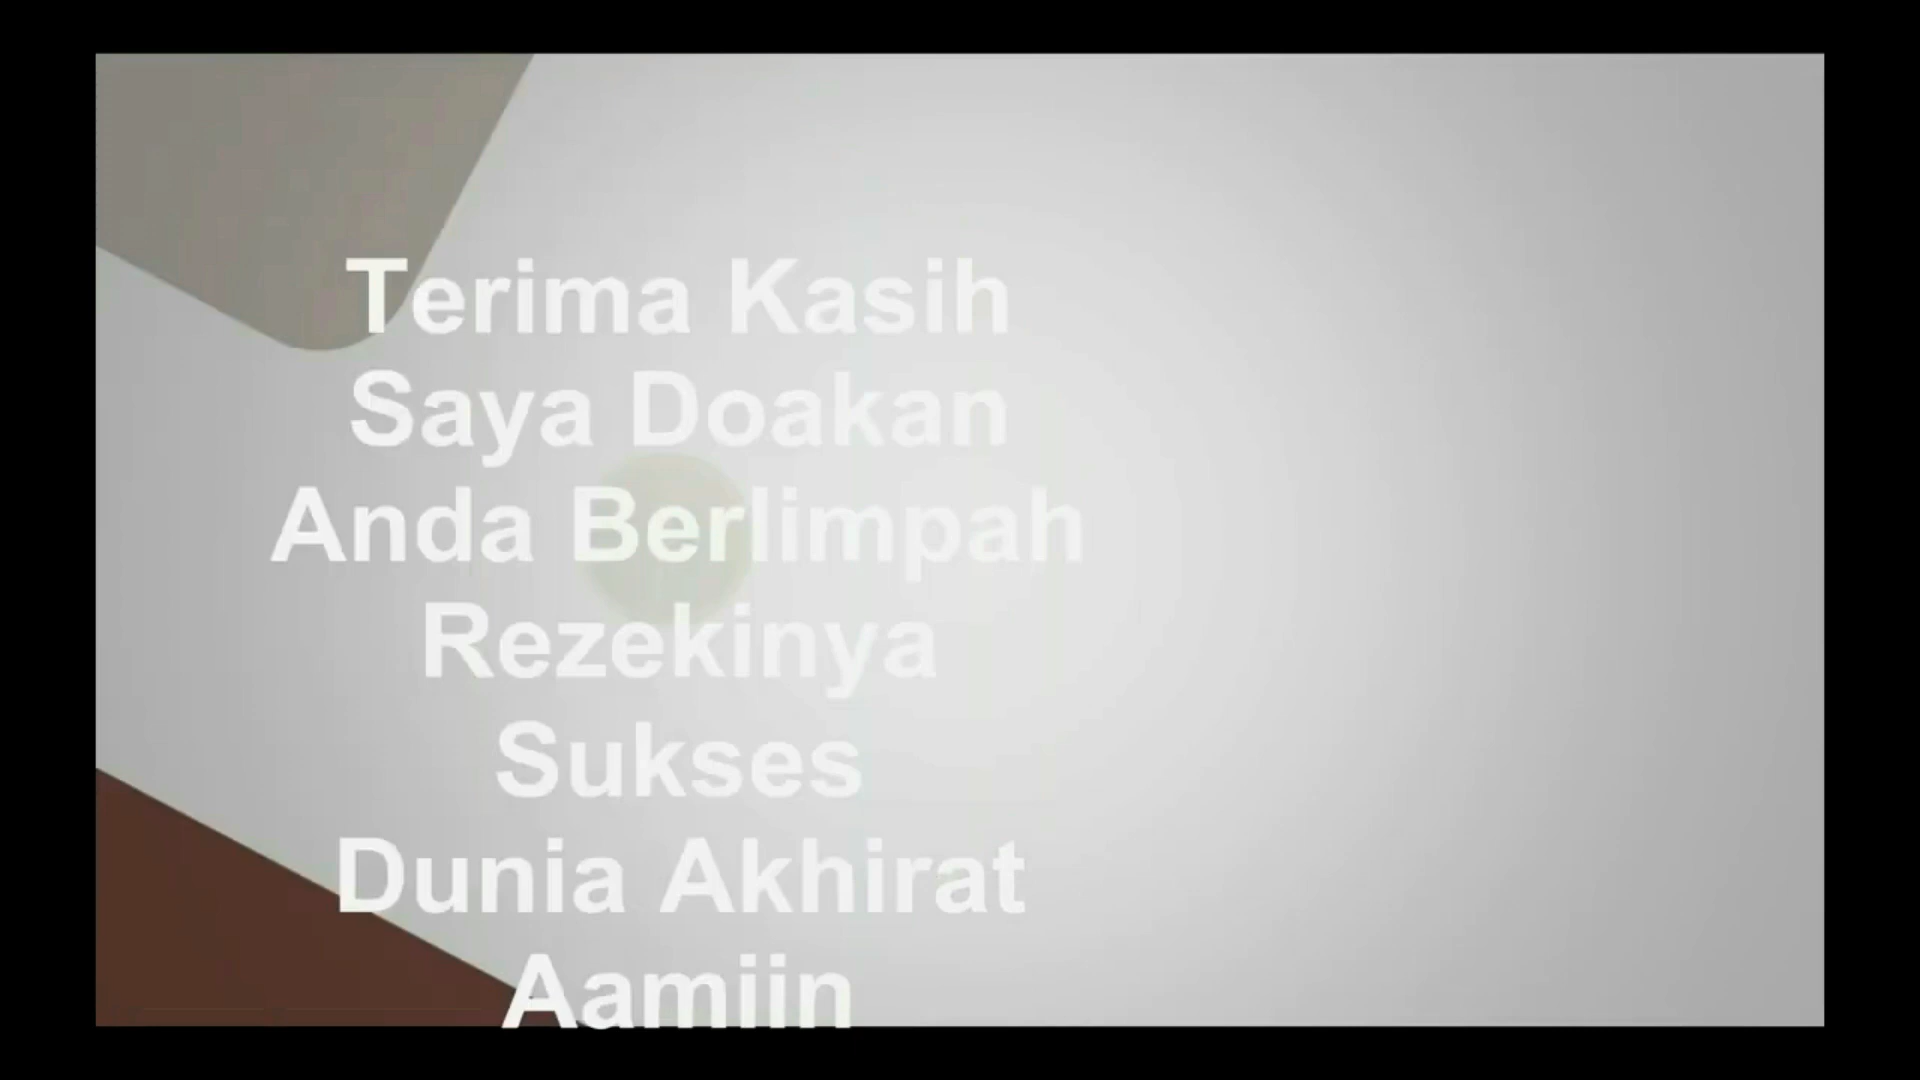 Terima Kasih
Saya Doakan
Anda Berlimpah
Rezekinya
Sukses
Dunia Akhirat
Aamiin